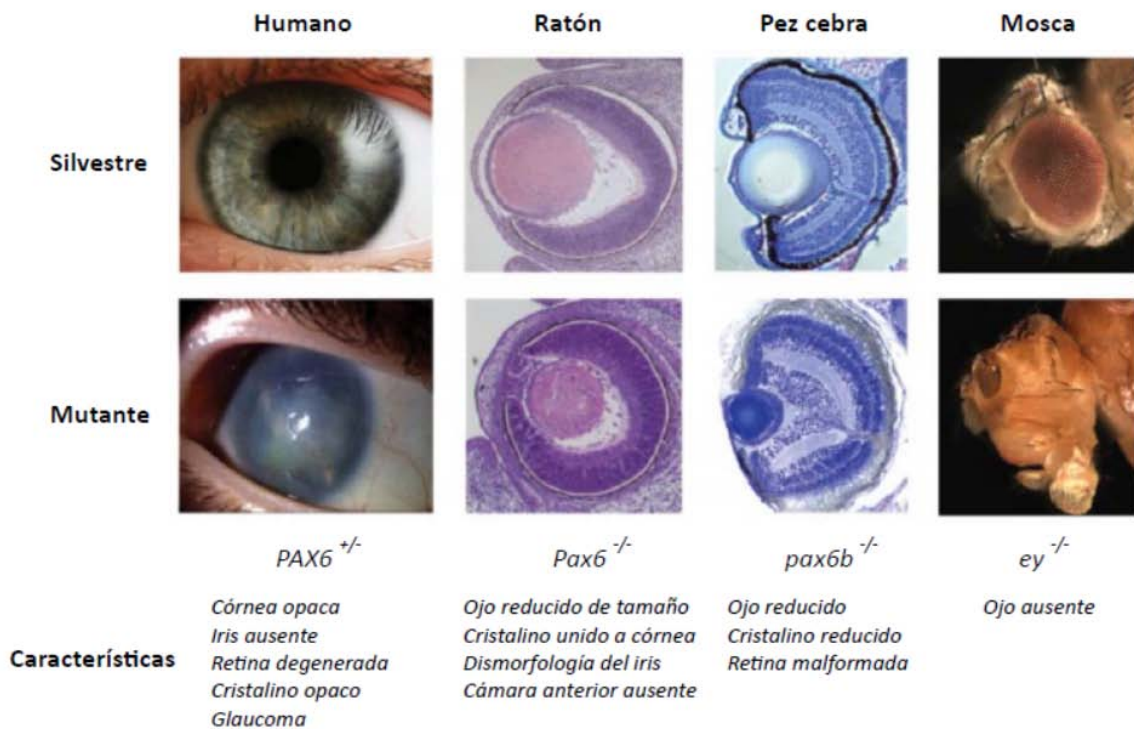 Humano Ratón Pez cebra Mosca
Silvestre
Mutante
PAX6 +/- Pax6 -/- pax6b -/- ey -/-
Características
Córnea opaca
Iris ausente
Retina degenerada
Cristalino opaco
Glaucoma
Ojo reducido de tamaño
Cristalino unido a córnea
Dismorfología del iris
Cámara anterior ausente
Ojo reducido
Cristalino reducido
Retina malformada
Ojo ausente